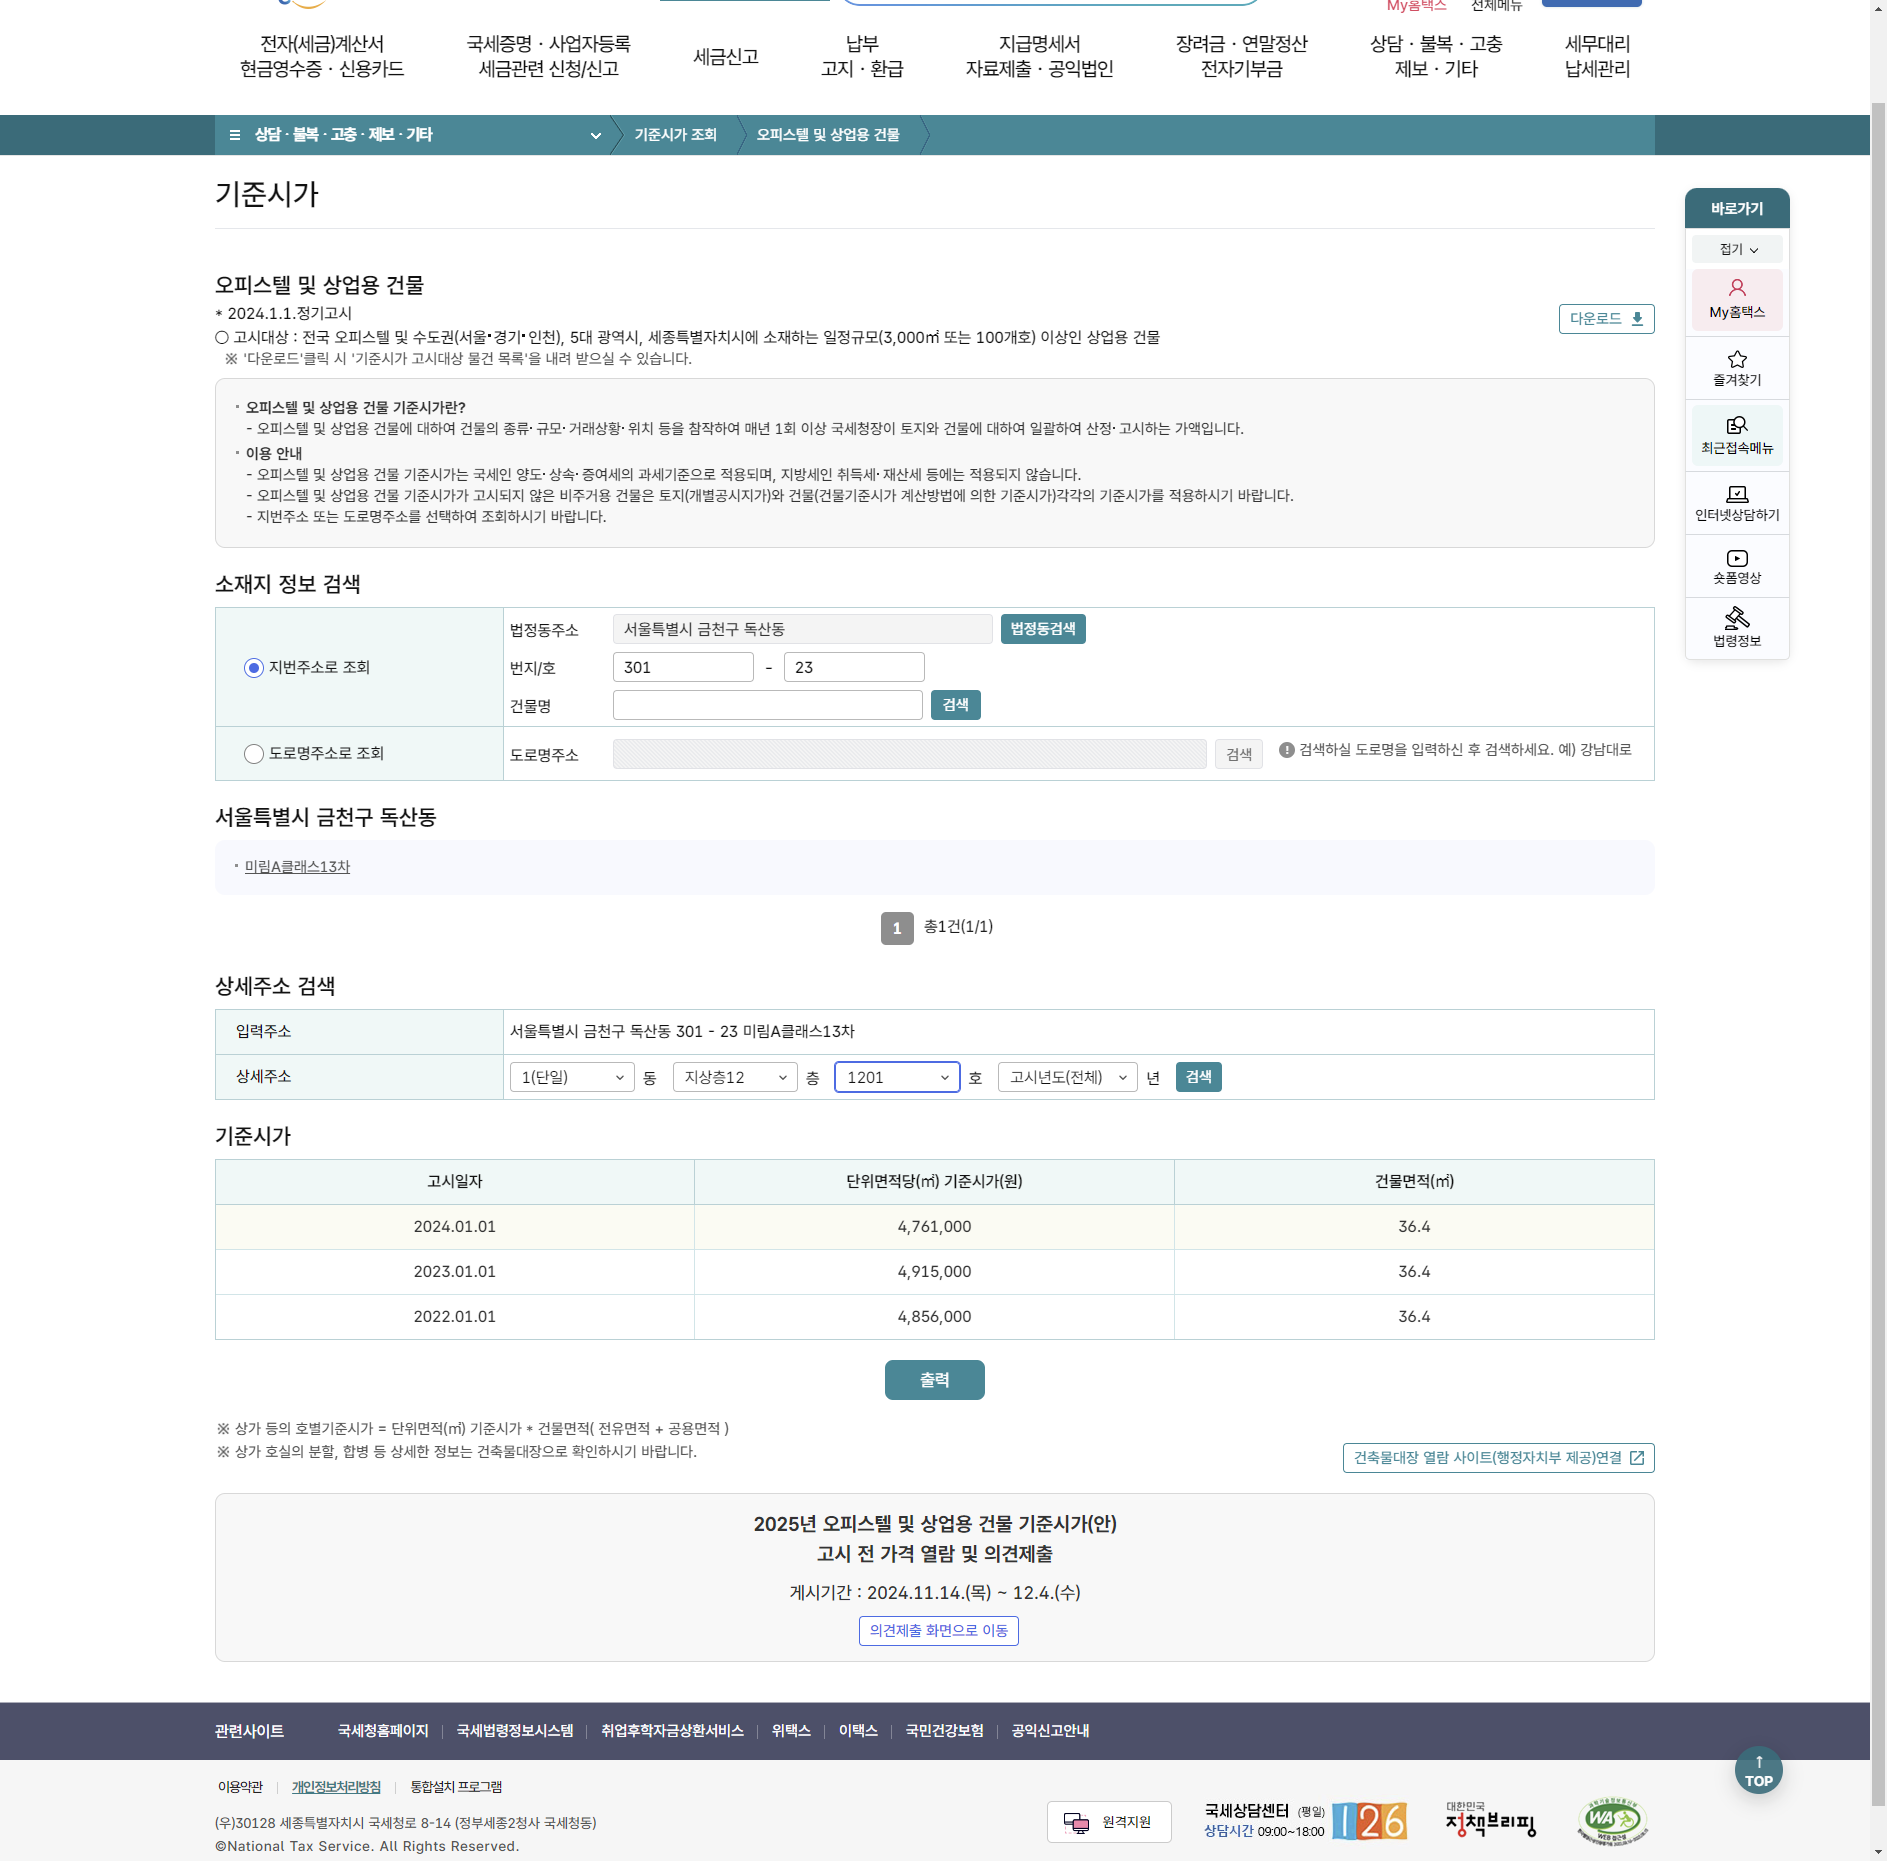 My홈택스 전체메뉴
전자(세금)계산서
현금영수증 · 신용카드
국세증명 · 사업자등록
세금관련 신청/신고
세금신고
납부
고지 · 환급
지급명세서
자료제출 · 공익법인
장려금 · 연말정산
전자기부금
상담 · 불복 · 고충
제보 · 기타
세무대리
납세관리
상담 · 불복 · 고충 · 제보 · 기타 기준시가 조회 오피스텔 및 상업용 건물
기준시가
오피스텔 및 상업용 건물
* 2024.1.1.정기고시
○ 고시대상 : 전국 오피스텔 및 수도권(서울·경기·인천), 5대 광역시, 세종특별자치시에 소재하는 일정규모(3,000㎡ 또는 100개호) 이상인 상업용 건물
※ '다운로드'클릭 시 '기준시가 고시대상 물건 목록'을 내려 받으실 수 있습니다.
다운로드
· 오피스텔 및 상업용 건물 기준시가란?
- 오피스텔 및 상업용 건물에 대하여 건물의 종류· 규모· 거래상황· 위치 등을 참작하여 매년 1회 이상 국세청장이 토지와 건물에 대하여 일괄하여 산정· 고시하는 가액입니다.
· 이용 안내
- 오피스텔 및 상업용 건물 기준시가는 국세인 양도· 상속· 증여세의 과세기준으로 적용되며, 지방세인 취득세· 재산세 등에는 적용되지 않습니다.
- 오피스텔 및 상업용 건물 기준시가가 고시되지 않은 비주거용 건물은 토지(개별공시지가)와 건물(건물기준시가 계산방법에 의한 기준시가)각각의 기준시가를 적용하시기 바랍니다.
- 지번주소 또는 도로명주소를 선택하여 조회하시기 바랍니다.
소재지 정보 검색
지번주소로 조회
법정동주소 서울특별시 금천구 독산동 법정동검색
번지/호 301 - 23
건물명 검색
도로명주소로 조회 도로명주소 검색 검색하실 도로명을 입력하신 후 검색하세요. 예) 강남대로
서울특별시 금천구 독산동
· 미림A클래스13차
1 총1건(1/1)
상세주소 검색
입력주소 서울특별시 금천구 독산동 301 - 23 미림A클래스13차
상세주소 1(단일) 동 지상층12 층 1201 호 고시년도(전체) 년 검색
기준시가
고시일자 단위면적당(㎡) 기준시가(원) 건물면적(㎡)
2024.01.01 4,761,000 36.4
2023.01.01 4,915,000 36.4
2022.01.01 4,856,000 36.4
출력
※ 상가 등의 호별기준시가 = 단위면적(㎡) 기준시가 * 건물면적( 전유면적 + 공용면적 )
※ 상가 호실의 분할, 합병 등 상세한 정보는 건축물대장으로 확인하시기 바랍니다.
건축물대장 열람 사이트(행정자치부 제공)연결
2025년 오피스텔 및 상업용 건물 기준시가(안)
고시 전 가격 열람 및 의견제출
게시기간 : 2024.11.14.(목) ~ 12.4.(수)
의견제출 화면으로 이동
바로가기
접기
My홈택스
즐겨찾기
최근접속메뉴
인터넷상담하기
숏폼영상
법령정보
관련사이트 국세청홈페이지 국세법령정보시스템 취업후학자금상환서비스 위택스 이택스 국민건강보험 공익신고안내
↑
TOP
이용약관 개인정보처리방침 통합설치 프로그램
(우)30128 세종특별자치시 국세청로 8-14 (정부세종2청사 국세청동)
©National Tax Service. All Rights Reserved.
원격지원
국세상담센터 (평일) 126
상담시간 09:00~18:00
대한민국
정책브리핑
WA
WEB 접근성